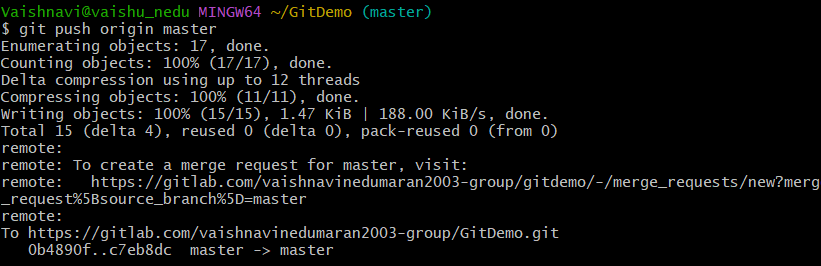 Vaishnavi@vaishu_nedu MINGW64 ~/GitDemo (master)
$ git push origin master
Enumerating objects: 17, done.
Counting objects: 100% (17/17), done.
Delta compression using up to 12 threads
Compressing objects: 100% (11/11), done.
Writing objects: 100% (15/15), 1.47 KiB | 188.00 KiB/s, done.
Total 15 (delta 4), reused 0 (delta 0), pack-reused 0 (from 0)
remote:
remote: To create a merge request for master, visit:
remote:   https://gitlab.com/vaishnavinedumaran2003-group/gitdemo/-/merge_requests/new?merg
_request%5Bsource_branch%5D=master
remote:
To https://gitlab.com/vaishnavinedumaran2003-group/GitDemo.git
   0b4890f..c7eb8dc  master -> master